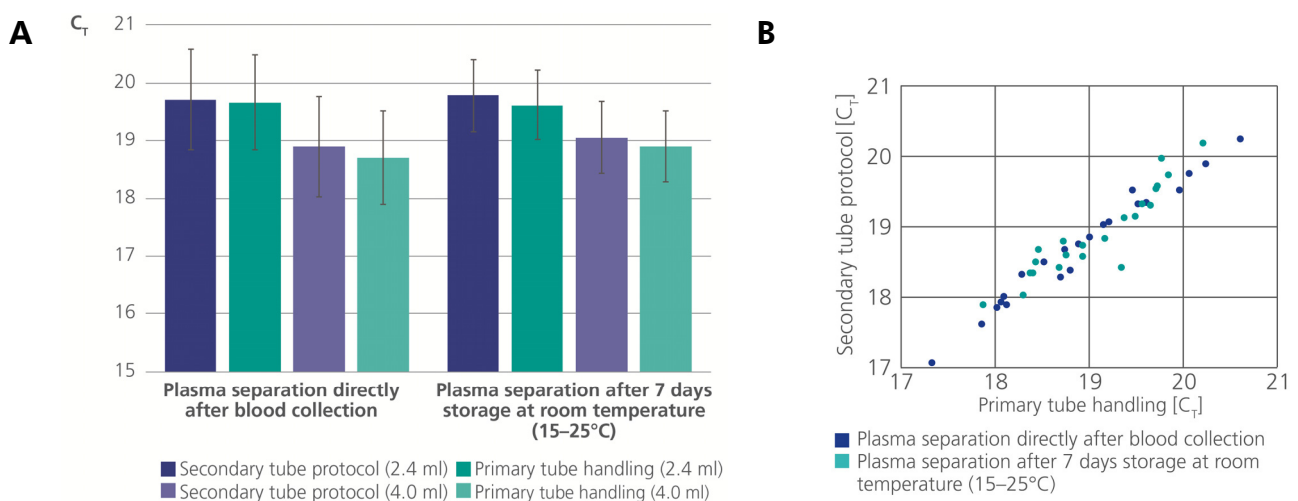 A
C_T
21
20
19
18
17
16
15
Plasma separation directly
after blood collection
Plasma separation after 7 days
storage at room temperature
(15–25°C)
Secondary tube protocol (2.4 ml)
Primary tube handling (2.4 ml)
Secondary tube protocol (4.0 ml)
Primary tube handling (4.0 ml)
B
Secondary tube protocol [C_T]
21
20
19
18
17
17 18 19 20 21
Primary tube handling [C_T]
Plasma separation directly after blood collection
Plasma separation after 7 days storage at room
temperature (15–25°C)